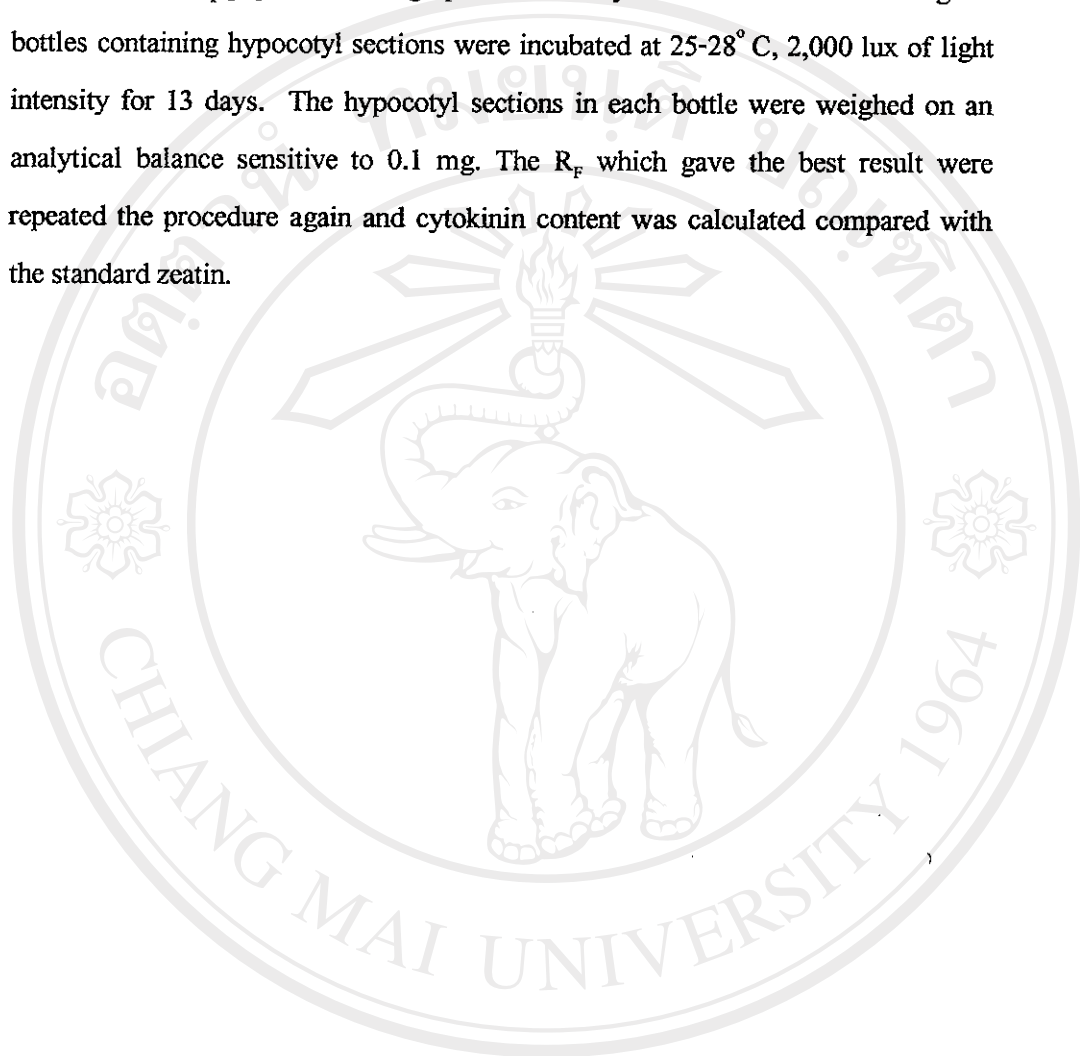 bottles containing hypocotyl sections were incubated at 25-28° C, 2,000 lux of light
intensity for 13 days. The hypocotyl sections in each bottle were weighed on an
analytical balance sensitive to 0.1 mg. The R_F which gave the best result were
repeated the procedure again and cytokinin content was calculated compared with
the standard zeatin.
CHIANG MAI UNIVERSITY 1964